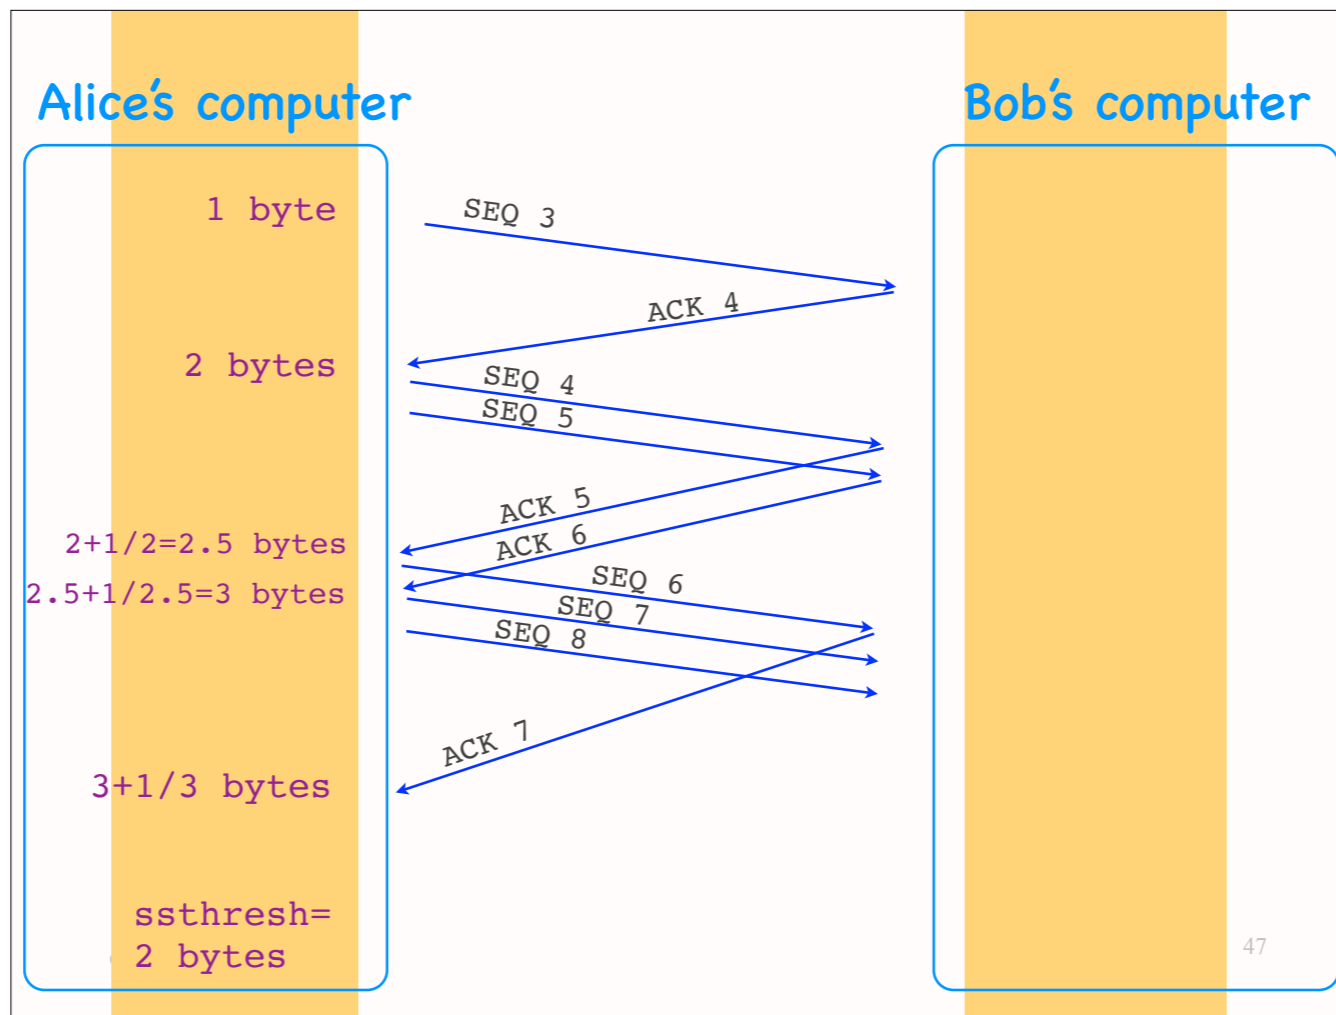 Alice's computer
Bob's computer
1 byte
SEQ 3
ACK 4
2 bytes
SEQ 4
SEQ 5
ACK 5
ACK 6
2+1/2=2.5 bytes
2.5+1/2.5=3 bytes
SEQ 6
SEQ 7
SEQ 8
ACK 7
3+1/3 bytes
ssthresh=
2 bytes
47